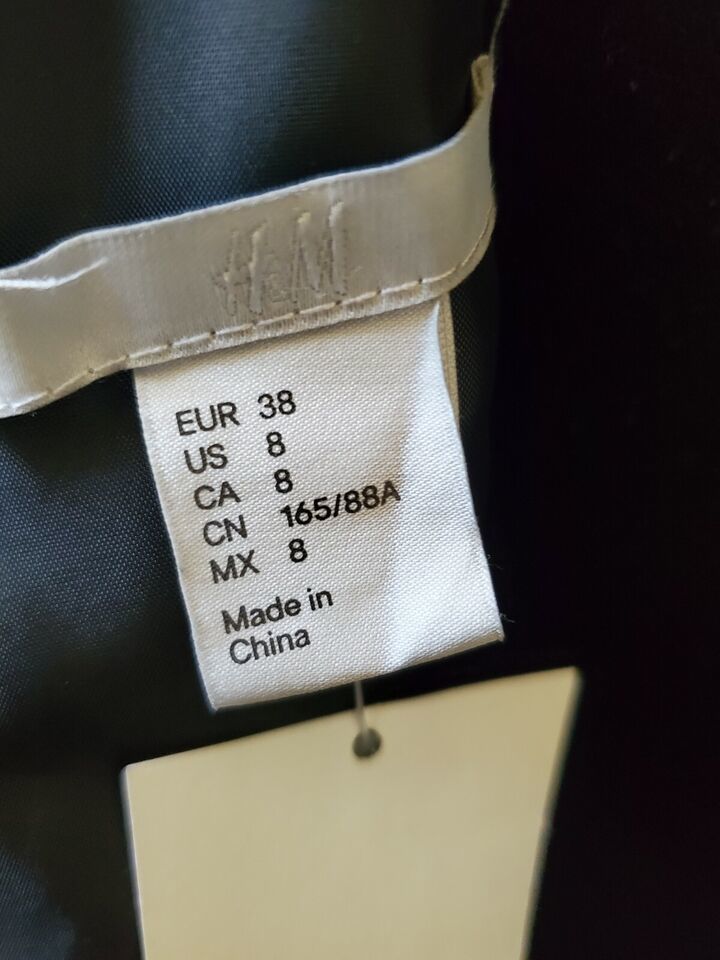 H&M
EUR 38
US 8
CA 8
CN 165/88A
MX 8
Made in
China